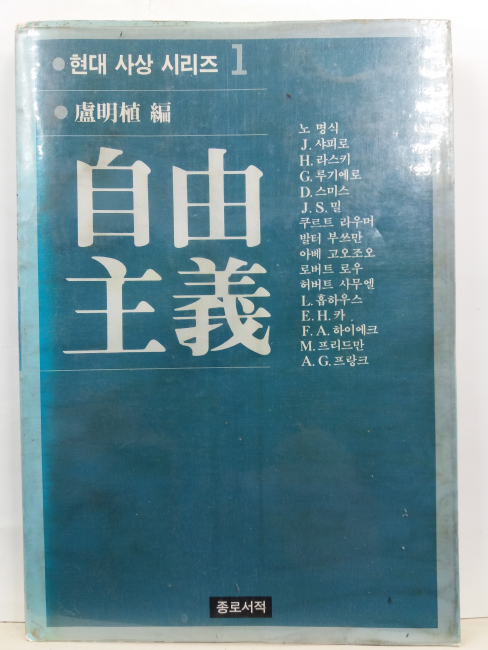 ● 현대 사상 시리즈 1
● 盧明植 編
自由
主義
노 명식
J. 샤피로
H. 라스키
G. 루기에로
D. 스미스
J. S. 밀
쿠르트 라우머
발터 부쓰만
아베 고오조오
로버트 로우
허버트 사무엘
L. 홉하우스
E. H. 카
F. A. 하이에크
M. 프리드만
A. G. 프랑크
종로서적